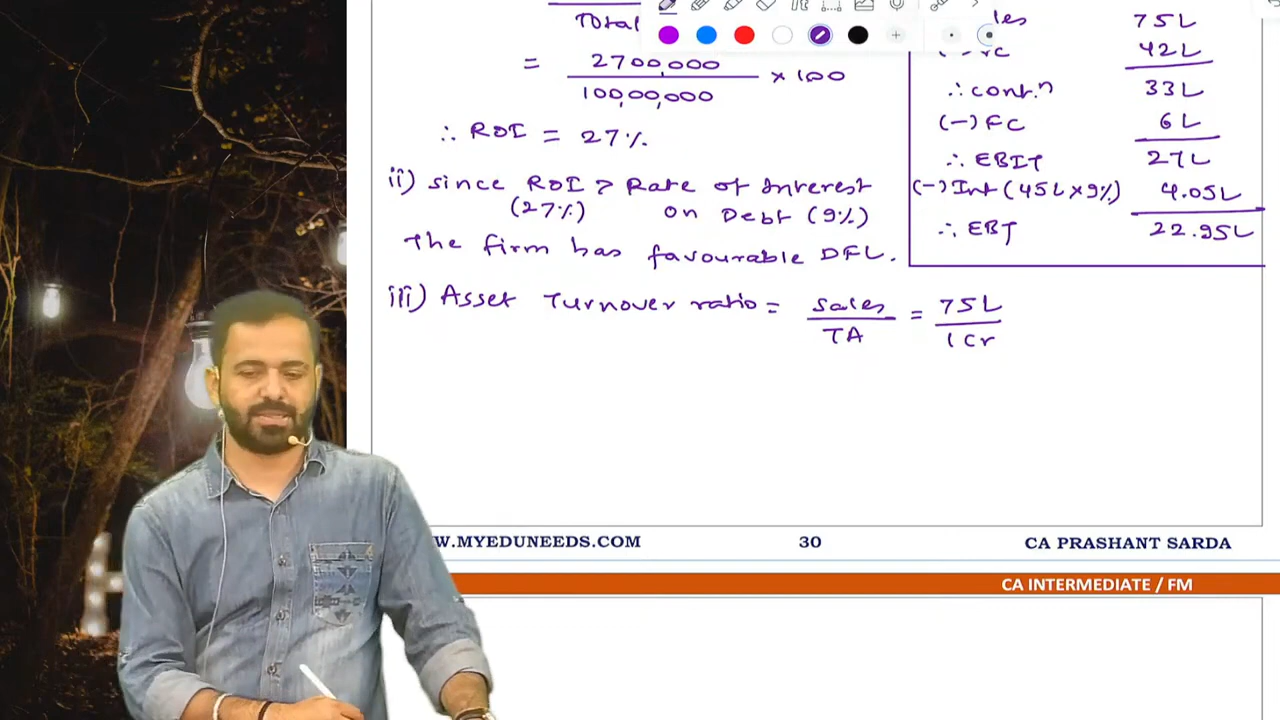 Total
= 2700,000 / 100,00,000 × 100
∴ ROI = 27%
ii) since ROI > Rate of Interest
(27%) on Debt (9%)
The firm has favourable DFL.
iii) Asset Turnover ratio = Sales / TA = 75L / 1Cr
les 75L
42L
∴ contn 33L
(-) FC 6L
∴ EBIT 27L
(-) Int (45L×9%) 4.05L
∴ EBT 22.95L
W.MYEDUNEEDS.COM 30 CA PRASHANT SARDA
CA INTERMEDIATE / FM